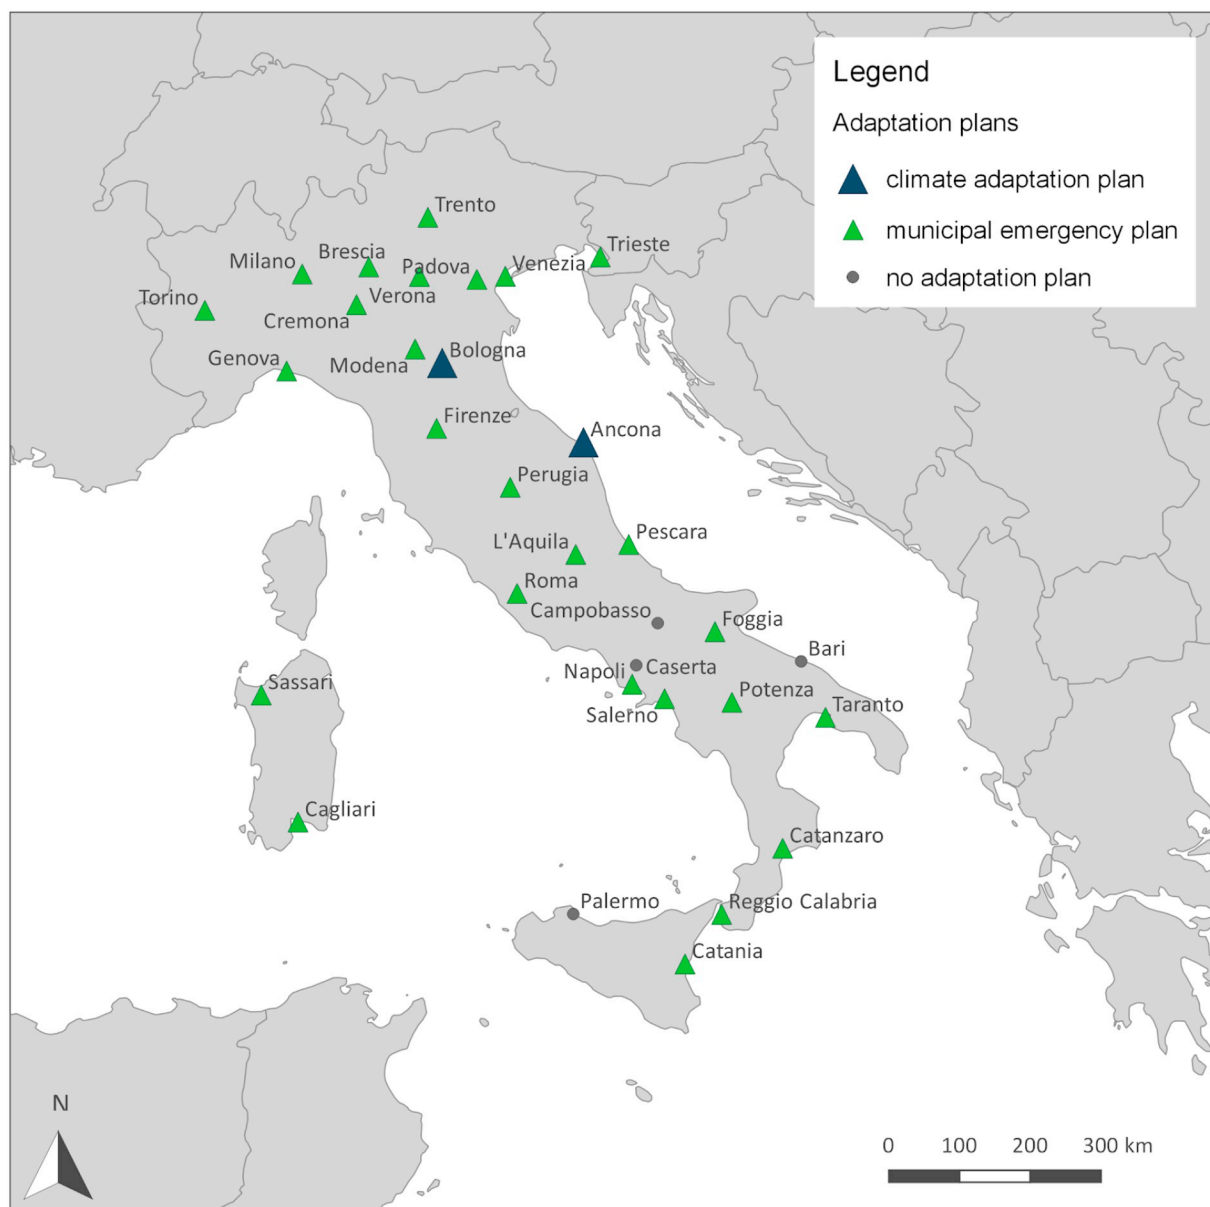 Legend
Adaptation plans
climate adaptation plan
municipal emergency plan
no adaptation plan
Trento
Trieste
Brescia
Milano
Padova
Venezia
Torino
Verona
Cremona
Genova
Modena
Bologna
Firenze
Ancona
Perugia
Pescara
L'Aquila
Roma
Campobasso
Foggia
Bari
Napoli
Caserta
Sassari
Potenza
Salerno
Taranto
Cagliari
Catanzaro
Palermo
Reggio Calabria
Catania
N
0 100 200 300 km